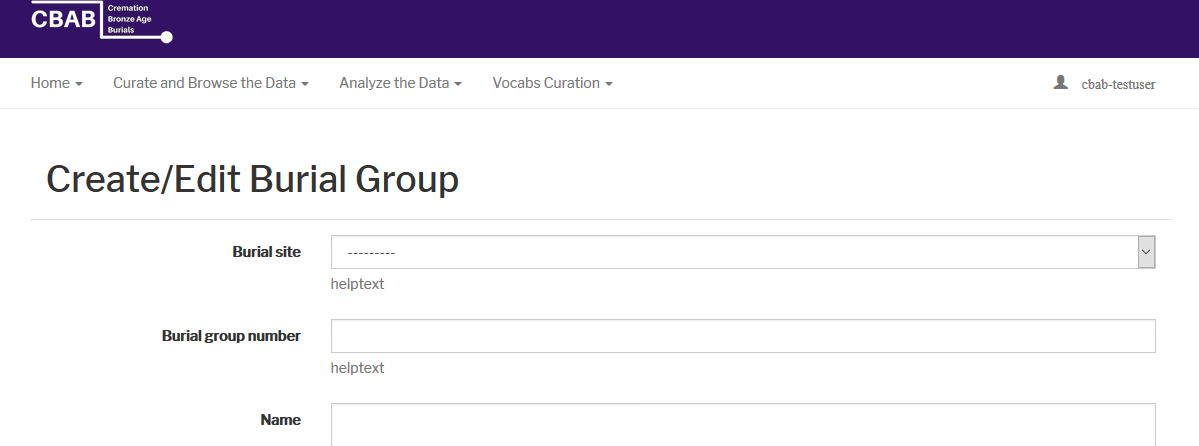 CBAB
Cremation
Bronze Age
Burials
Home Curate and Browse the Data Analyze the Data Vocabs Curation cbab-testuser
Create/Edit Burial Group
Burial site ---------
helptext
Burial group number
helptext
Name